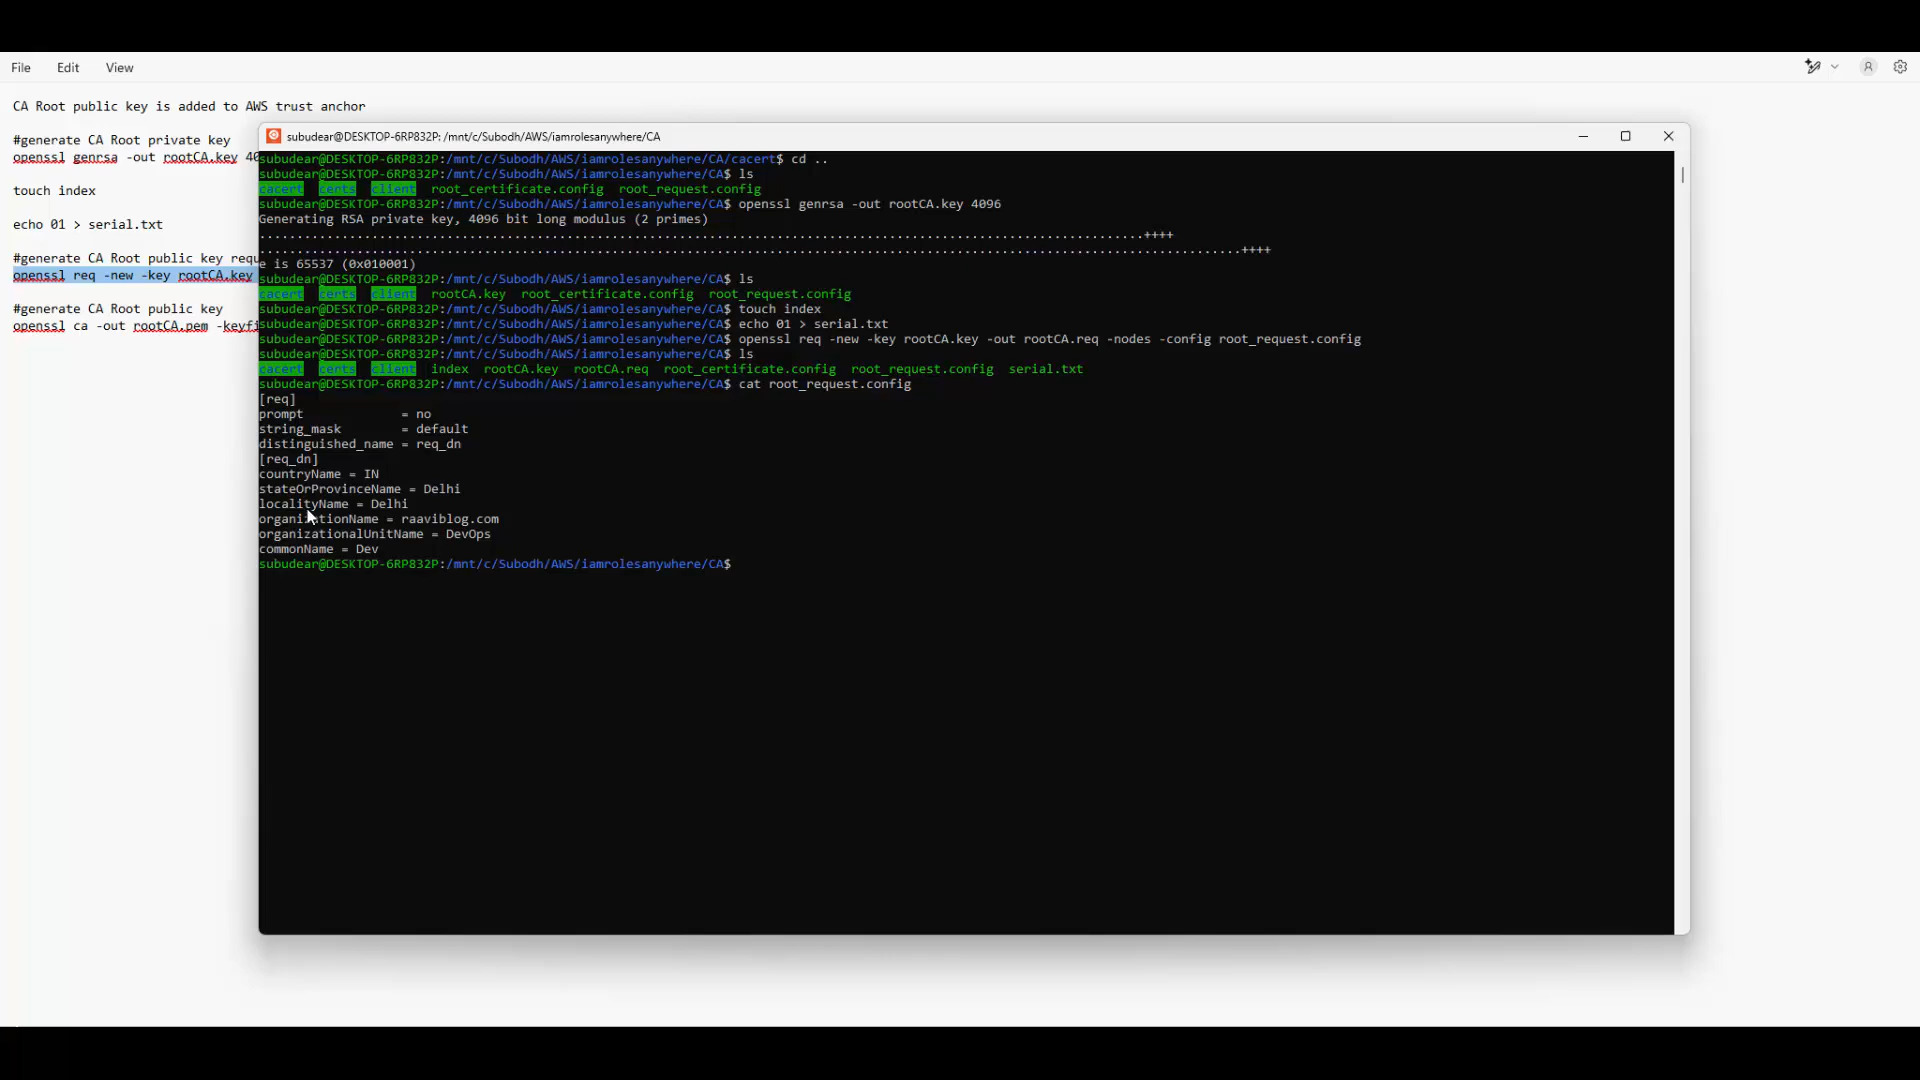 File Edit View
CA Root public key is added to AWS trust anchor
#generate CA Root private key
openssl genrsa -out rootCA.key 40
touch index
echo 01 > serial.txt
#generate CA Root public key requ
openssl req -new -key rootCA.key
#generate CA Root public key
openssl ca -out rootCA.pem -keyfi
subudear@DESKTOP-6RP832P: /mnt/c/Subodh/AWS/iamrolesanywhere/CA
subudear@DESKTOP-6RP832P:/mnt/c/Subodh/AWS/iamrolesanywhere/CA/cacert$ cd ..
subudear@DESKTOP-6RP832P:/mnt/c/Subodh/AWS/iamrolesanywhere/CA$ ls
cacert certs client root_certificate.config root_request.config
subudear@DESKTOP-6RP832P:/mnt/c/Subodh/AWS/iamrolesanywhere/CA$ openssl genrsa -out rootCA.key 4096
Generating RSA private key, 4096 bit long modulus (2 primes)
......................................................................................................................++++
...................................................................................................................................++++
e is 65537 (0x010001)
subudear@DESKTOP-6RP832P:/mnt/c/Subodh/AWS/iamrolesanywhere/CA$ ls
cacert certs client rootCA.key root_certificate.config root_request.config
subudear@DESKTOP-6RP832P:/mnt/c/Subodh/AWS/iamrolesanywhere/CA$ touch index
subudear@DESKTOP-6RP832P:/mnt/c/Subodh/AWS/iamrolesanywhere/CA$ echo 01 > serial.txt
subudear@DESKTOP-6RP832P:/mnt/c/Subodh/AWS/iamrolesanywhere/CA$ openssl req -new -key rootCA.key -out rootCA.req -nodes -config root_request.config
subudear@DESKTOP-6RP832P:/mnt/c/Subodh/AWS/iamrolesanywhere/CA$ ls
cacert certs client index rootCA.key rootCA.req root_certificate.config root_request.config serial.txt
subudear@DESKTOP-6RP832P:/mnt/c/Subodh/AWS/iamrolesanywhere/CA$ cat root_request.config
[req]
prompt = no
string_mask = default
distinguished_name = req_dn
[req_dn]
countryName = IN
stateOrProvinceName = Delhi
localityName = Delhi
organizationName = raaviblog.com
organizationalUnitName = DevOps
commonName = Dev
subudear@DESKTOP-6RP832P:/mnt/c/Subodh/AWS/iamrolesanywhere/CA$